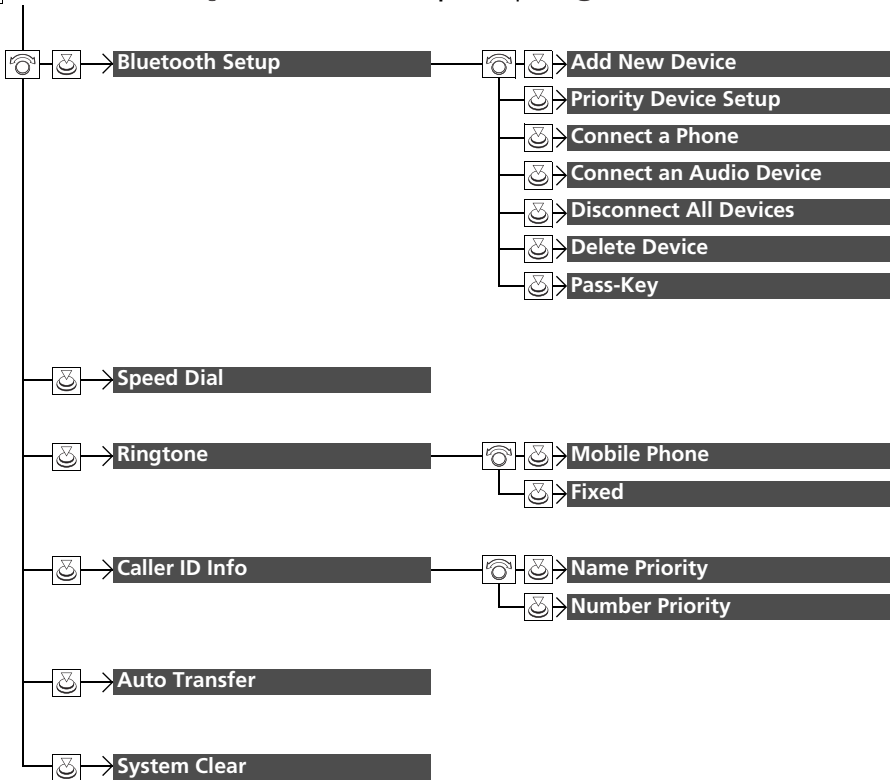 Bluetooth Setup
Add New Device
Priority Device Setup
Connect a Phone
Connect an Audio Device
Disconnect All Devices
Delete Device
Pass-Key
Speed Dial
Ringtone
Mobile Phone
Fixed
Caller ID Info
Name Priority
Number Priority
Auto Transfer
System Clear